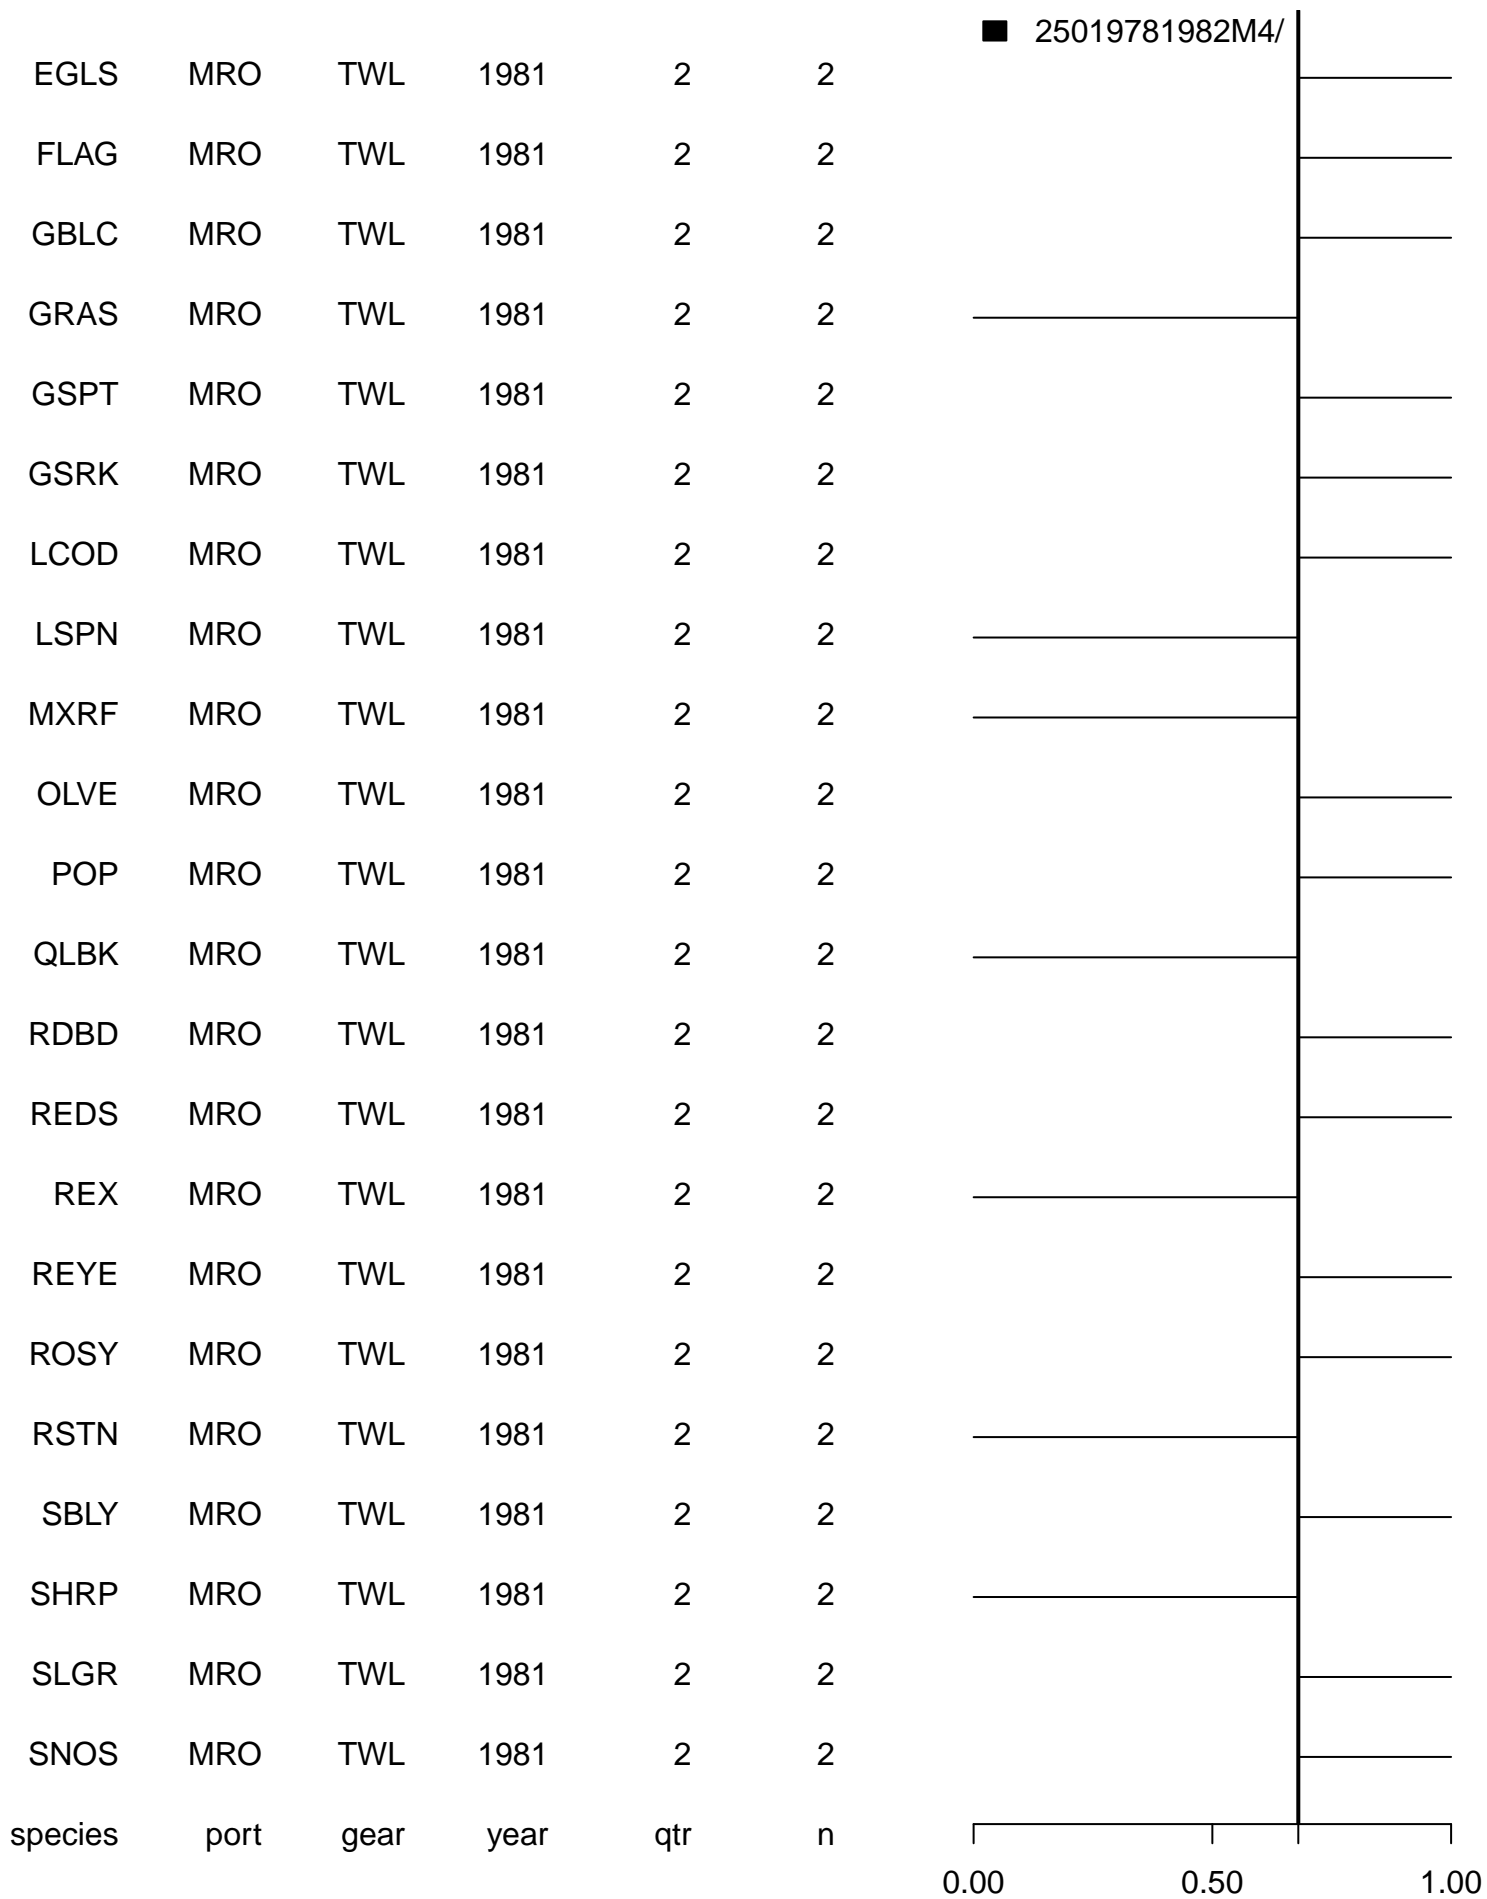 25019781982M4/
EGLS MRO TWL 1981 2 2
FLAG MRO TWL 1981 2 2
GBLC MRO TWL 1981 2 2
GRAS MRO TWL 1981 2 2
GSPT MRO TWL 1981 2 2
GSRK MRO TWL 1981 2 2
LCOD MRO TWL 1981 2 2
LSPN MRO TWL 1981 2 2
MXRF MRO TWL 1981 2 2
OLVE MRO TWL 1981 2 2
POP MRO TWL 1981 2 2
QLBK MRO TWL 1981 2 2
RDBD MRO TWL 1981 2 2
REDS MRO TWL 1981 2 2
REX MRO TWL 1981 2 2
REYE MRO TWL 1981 2 2
ROSY MRO TWL 1981 2 2
RSTN MRO TWL 1981 2 2
SBLY MRO TWL 1981 2 2
SHRP MRO TWL 1981 2 2
SLGR MRO TWL 1981 2 2
SNOS MRO TWL 1981 2 2
species port gear year qtr n
0.00 0.50 1.00